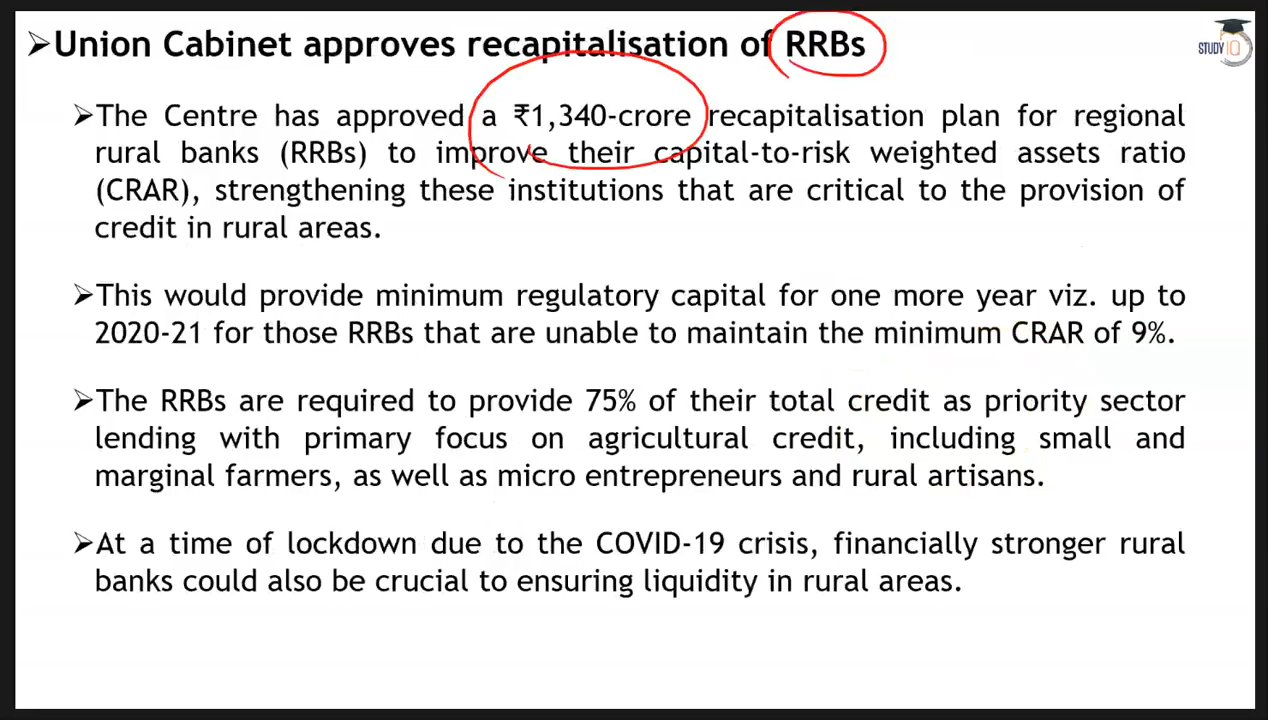 ➢Union Cabinet approves recapitalisation of RRBs
STUDY IQ
➢The Centre has approved a ₹1,340-crore recapitalisation plan for regional
rural banks (RRBs) to improve their capital-to-risk weighted assets ratio
(CRAR), strengthening these institutions that are critical to the provision of
credit in rural areas.
➢This would provide minimum regulatory capital for one more year viz. up to
2020-21 for those RRBs that are unable to maintain the minimum CRAR of 9%.
➢The RRBs are required to provide 75% of their total credit as priority sector
lending with primary focus on agricultural credit, including small and
marginal farmers, as well as micro entrepreneurs and rural artisans.
➢At a time of lockdown due to the COVID-19 crisis, financially stronger rural
banks could also be crucial to ensuring liquidity in rural areas.